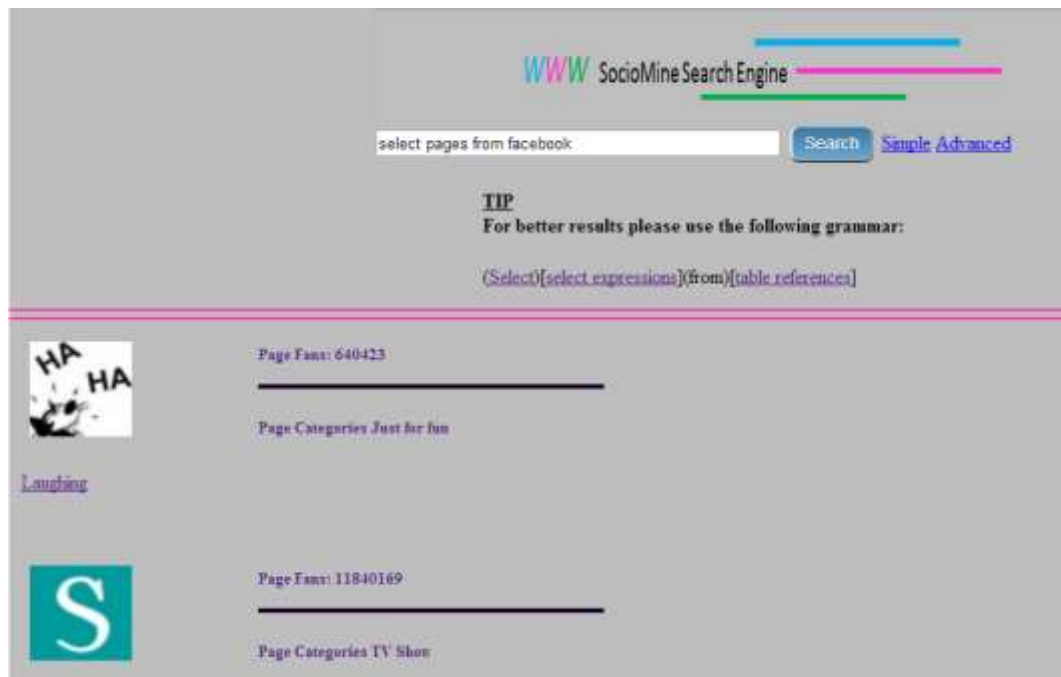 WWW SocioMine Search Engine
select pages from facebook Search Simple Advanced
TIP
For better results please use the following grammar:
(Select)[select expressions](from)[table references]
HA
HA
Page Fans: 640423
Page Categories Just for fun
Laughing
S
Page Fans: 11840169
Page Categories TV Show